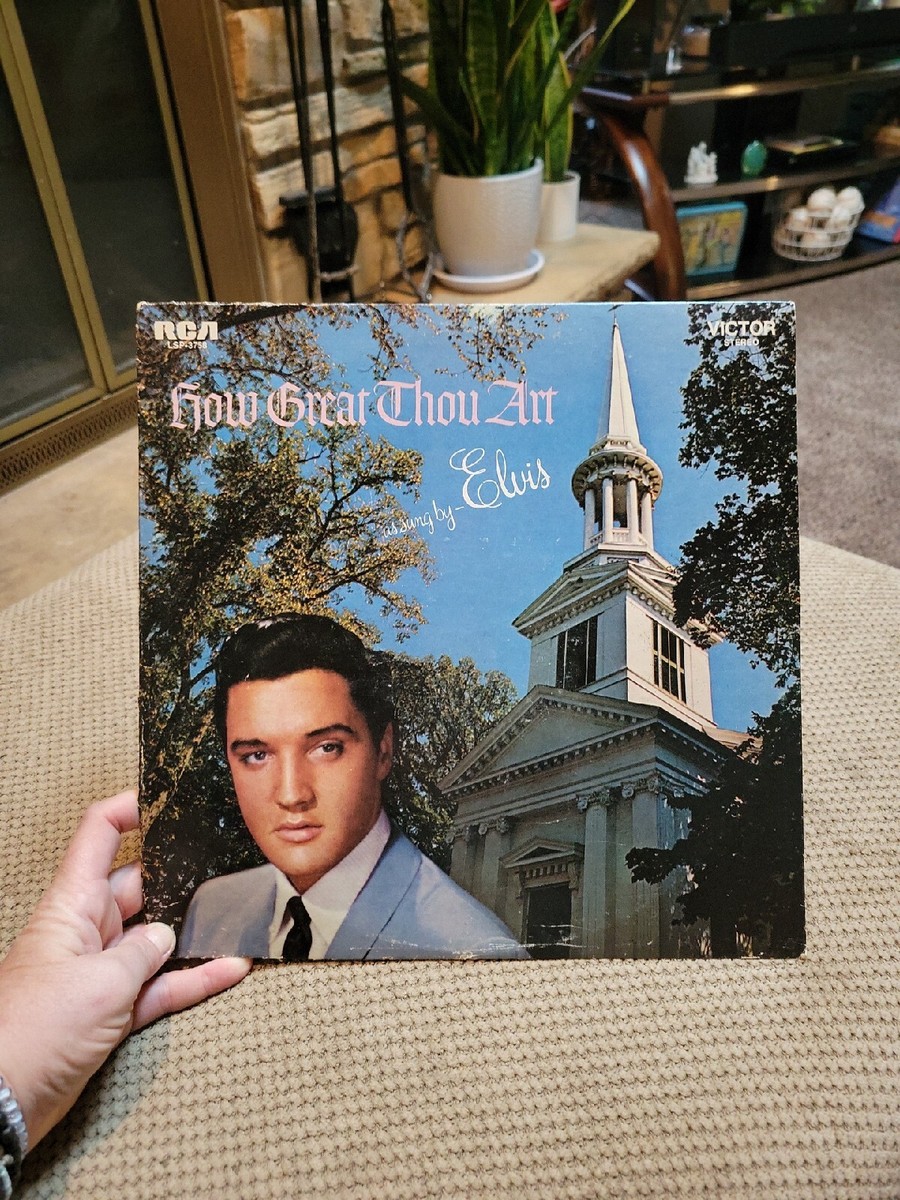 RCA
LSP-3758
VICTOR
STEREO
How Great Thou Art
as sung by - Elvis